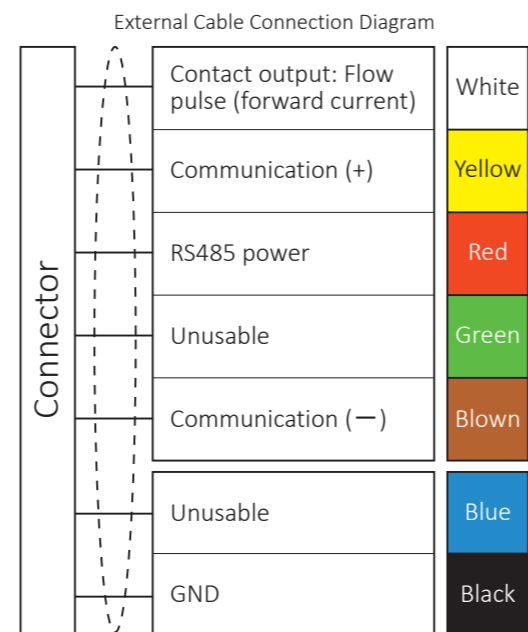 External Cable Connection Diagram
Connector
Contact output: Flow
pulse (forward current)
White
Communication (+)
Yellow
RS485 power
Red
Unusable
Green
Communication (－)
Blown
Unusable
Blue
GND
Black